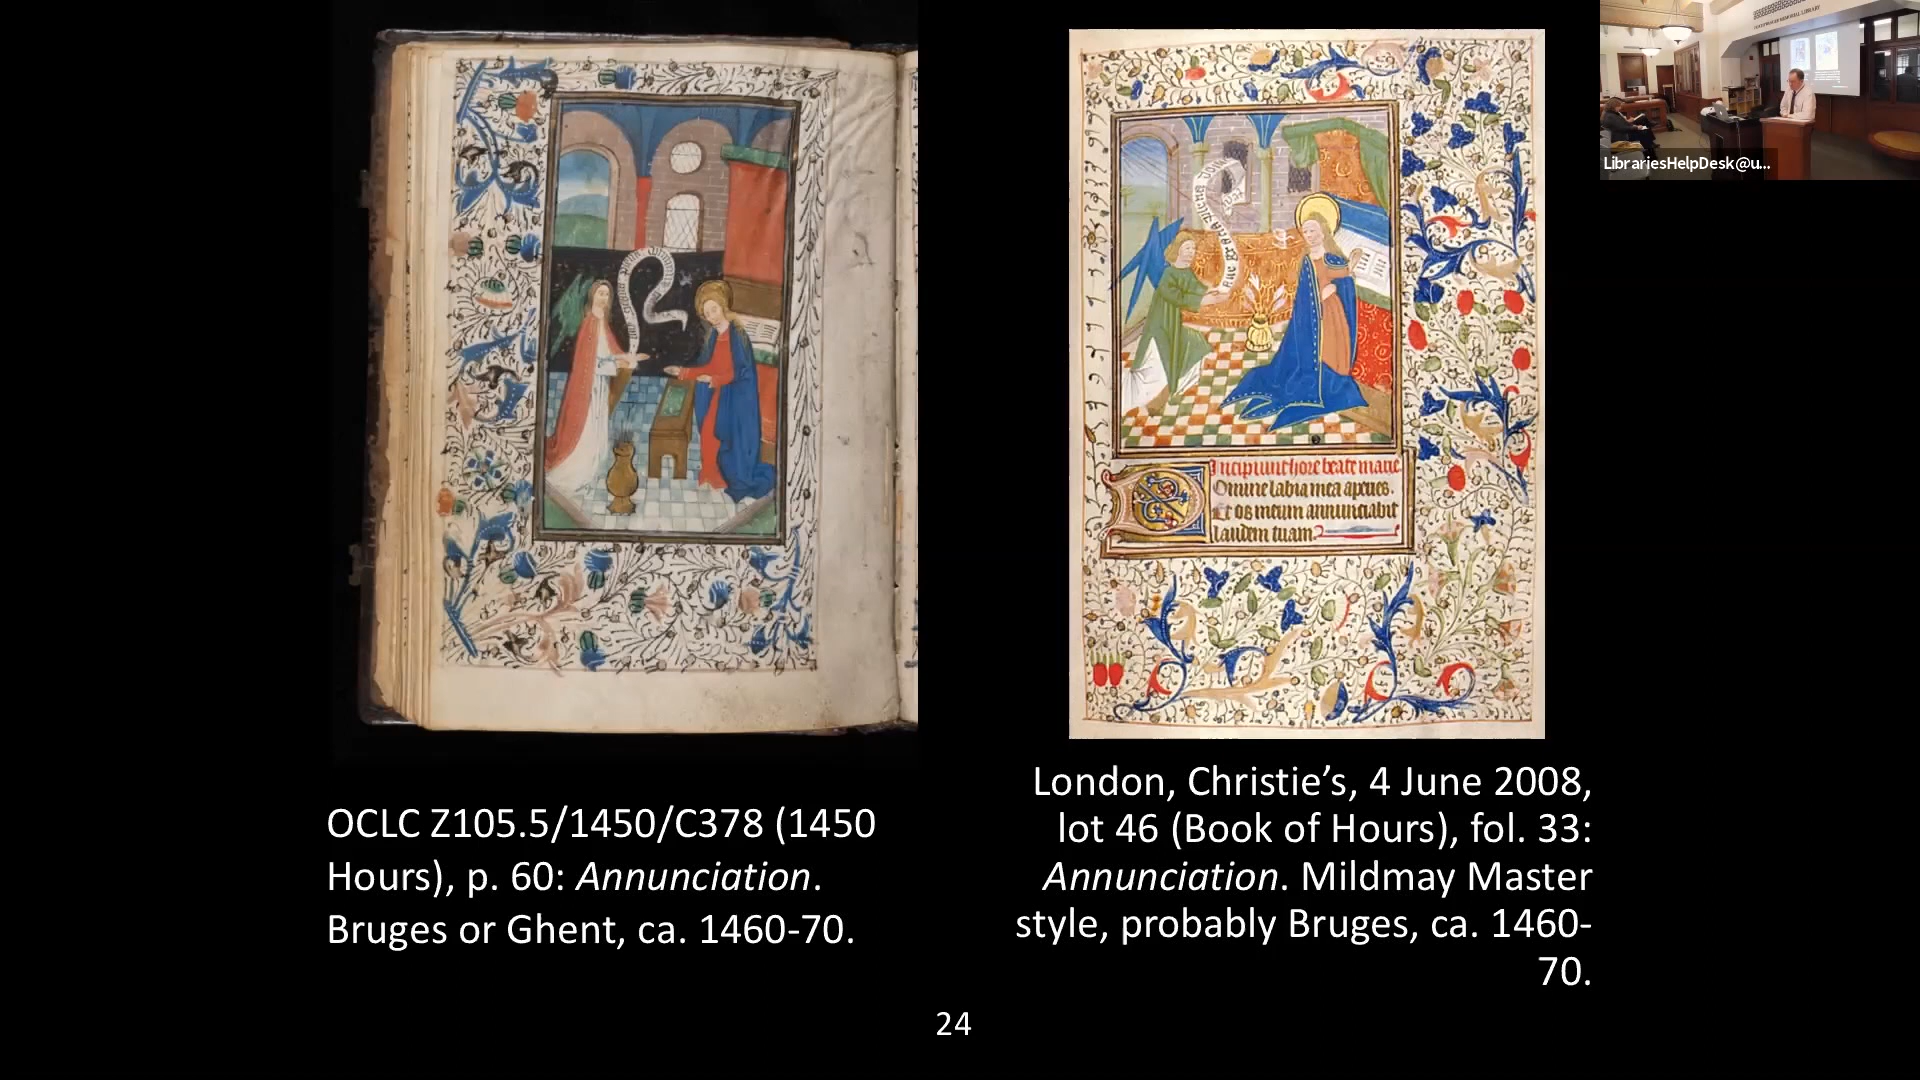 OCLC Z105.5/1450/C378 (1450
Hours), p. 60: Annunciation.
Bruges or Ghent, ca. 1460-70.
Incipiunt hore beate marie
Domine labia mea aperies.
Et os meum annunciabit
laudem tuam.
London, Christie’s, 4 June 2008,
lot 46 (Book of Hours), fol. 33:
Annunciation. Mildmay Master
style, probably Bruges, ca. 1460-
70.
24
LibrariesHelpDesk@u...